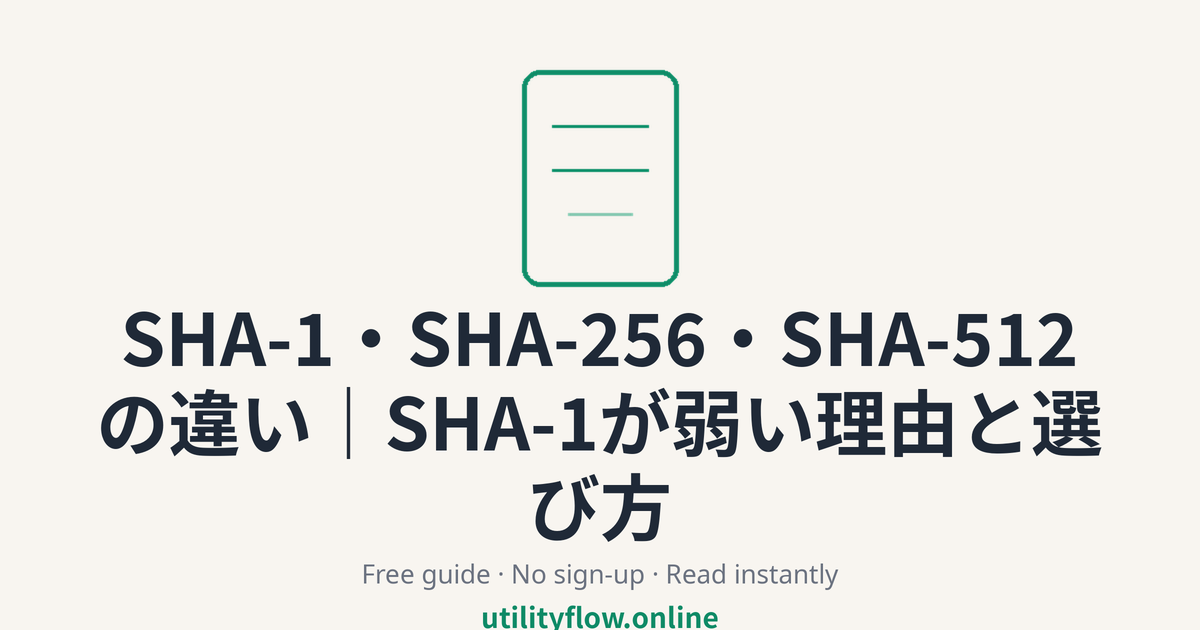 SHA-1・SHA-256・SHA-512
の違い｜SHA-1が弱い理由と選
び方
Free guide · No sign-up · Read instantly
utilityflow.online